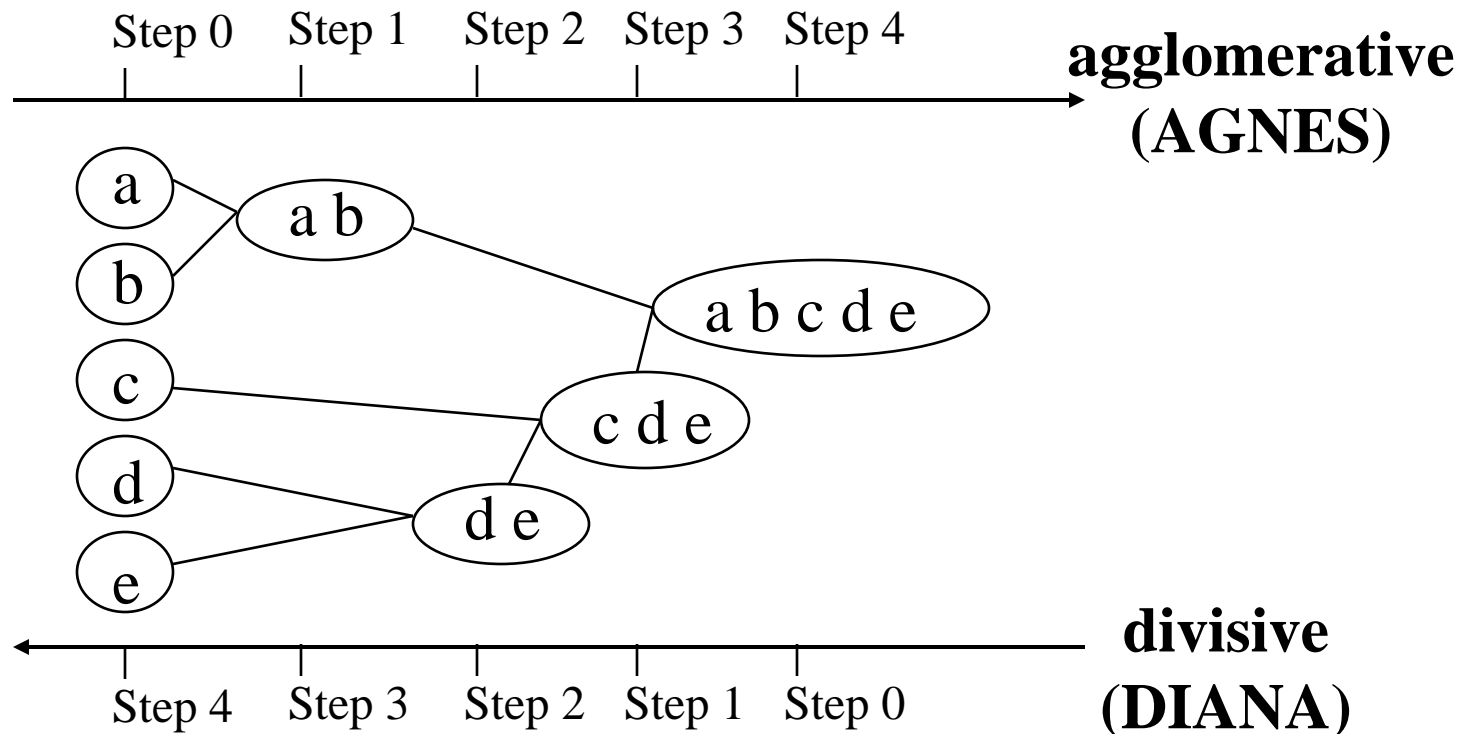 Step 0 Step 1 Step 2 Step 3 Step 4
agglomerative
(AGNES)
a
a b
b
a b c d e
c
c d e
d
d e
e
divisive
Step 4 Step 3 Step 2 Step 1 Step 0
(DIANA)